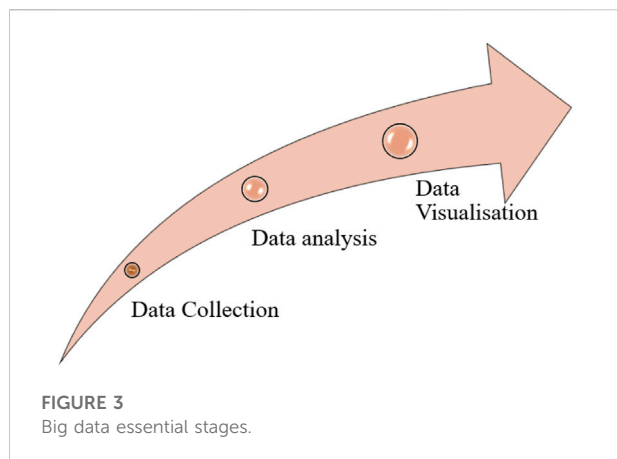 Data
Visualisation
Data analysis
Data Collection
FIGURE 3
Big data essential stages.